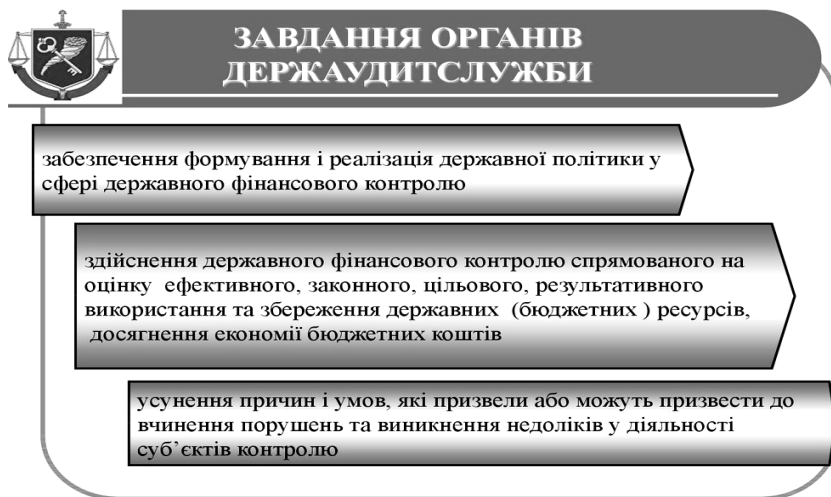 ЗАВДАННЯ ОРГАНІВ
ДЕРЖАУДИТСЛУЖБИ
забезпечення формування і реалізація державної політики у
сфері державного фінансового контролю
здійснення державного фінансового контролю спрямованого на
оцінку ефективного, законного, цільового, результативного
використання та збереження державних (бюджетних ) ресурсів,
досягнення економії бюджетних коштів
усунення причин і умов, які призвели або можуть призвести до
вчинення порушень та виникнення недоліків у діяльності
суб’єктів контролю